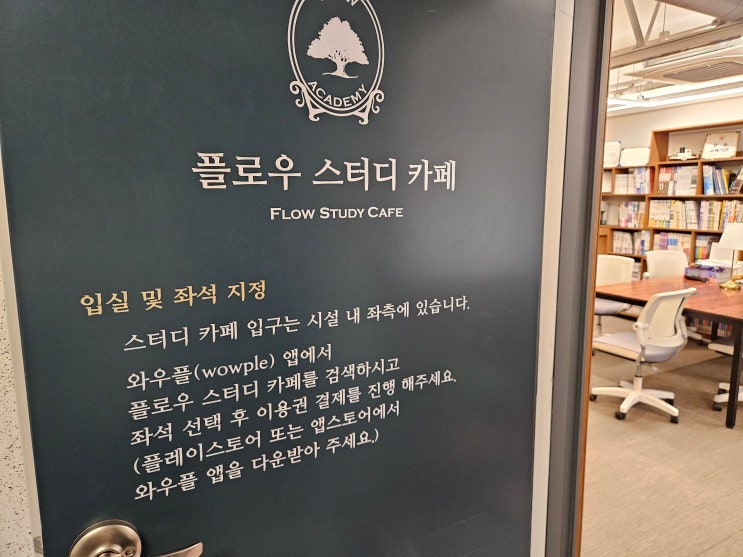 ACADEMY
플로우 스터디 카페
FLOW STUDY CAFE
입실 및 좌석 지정
스터디 카페 입구는 시설 내 좌측에 있습니다.
와우플(wowple) 앱에서
플로우 스터디 카페를 검색하시고
좌석 선택 후 이용권 결제를 진행 해주세요.
(플레이스토어 또는 앱스토어에서
와우플 앱을 다운받아 주세요.)